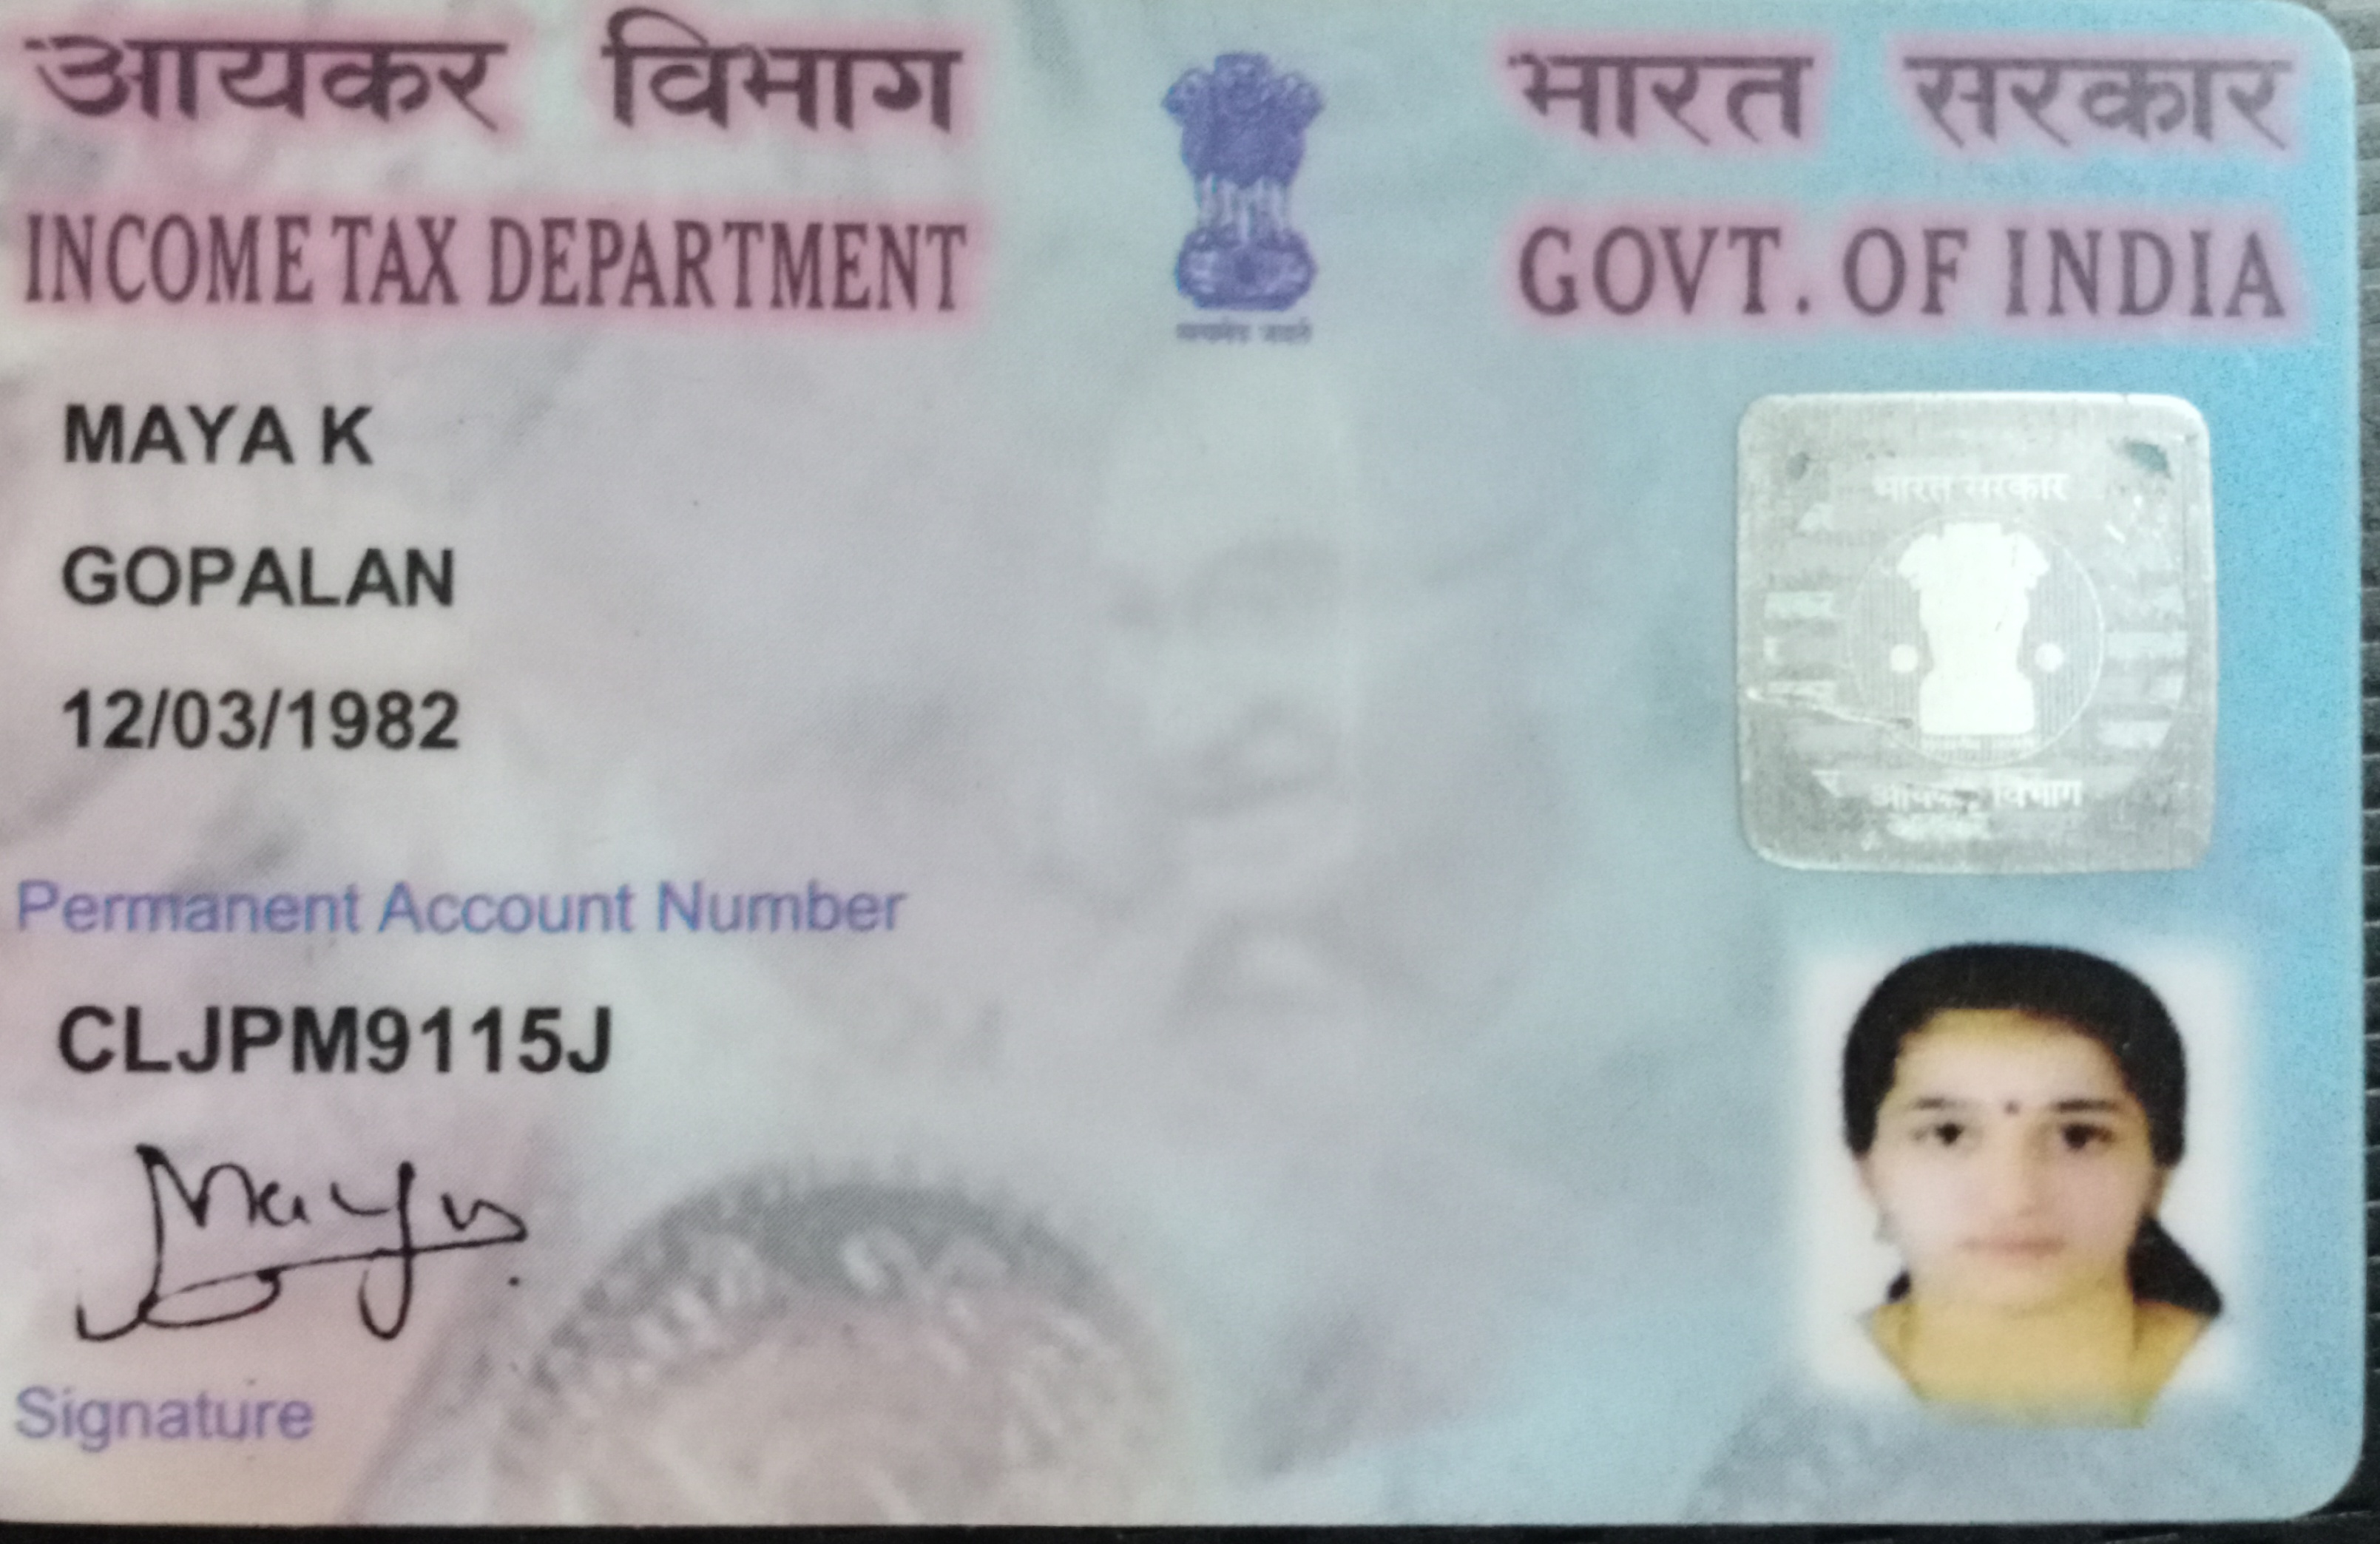 आयकर विभाग
भारत सरकार
INCOME TAX DEPARTMENT
GOVT. OF INDIA
सत्यमेव जयते
MAYA K
GOPALAN
12/03/1982
भारत सरकार
आयकर विभाग
Permanent Account Number
CLJPM9115J
Maya
Signature